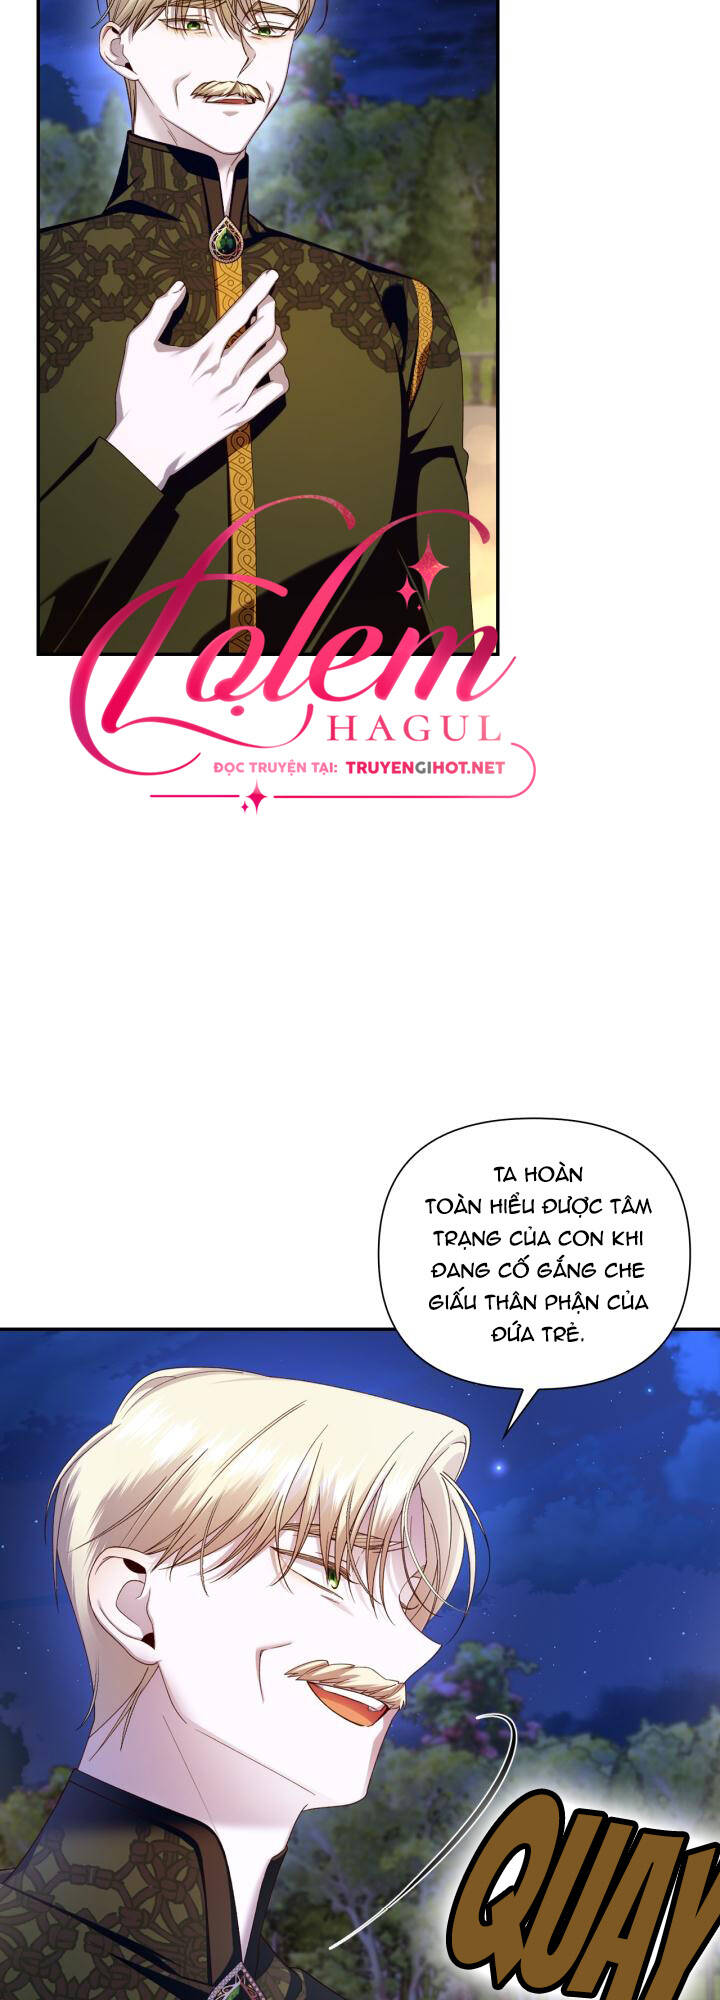 Lọlem
HAGUL
ĐỌC TRUYỆN TẠI: TRUYENGIHOT.NET
TA HOÀN
TOÀN HIỂU ĐƯỢC TÂM
TRẠNG CỦA CON KHI
ĐANG CỐ GẮNG CHE
GIẤU THÂN PHẬN CỦA
ĐỨA TRẺ.
QUAY